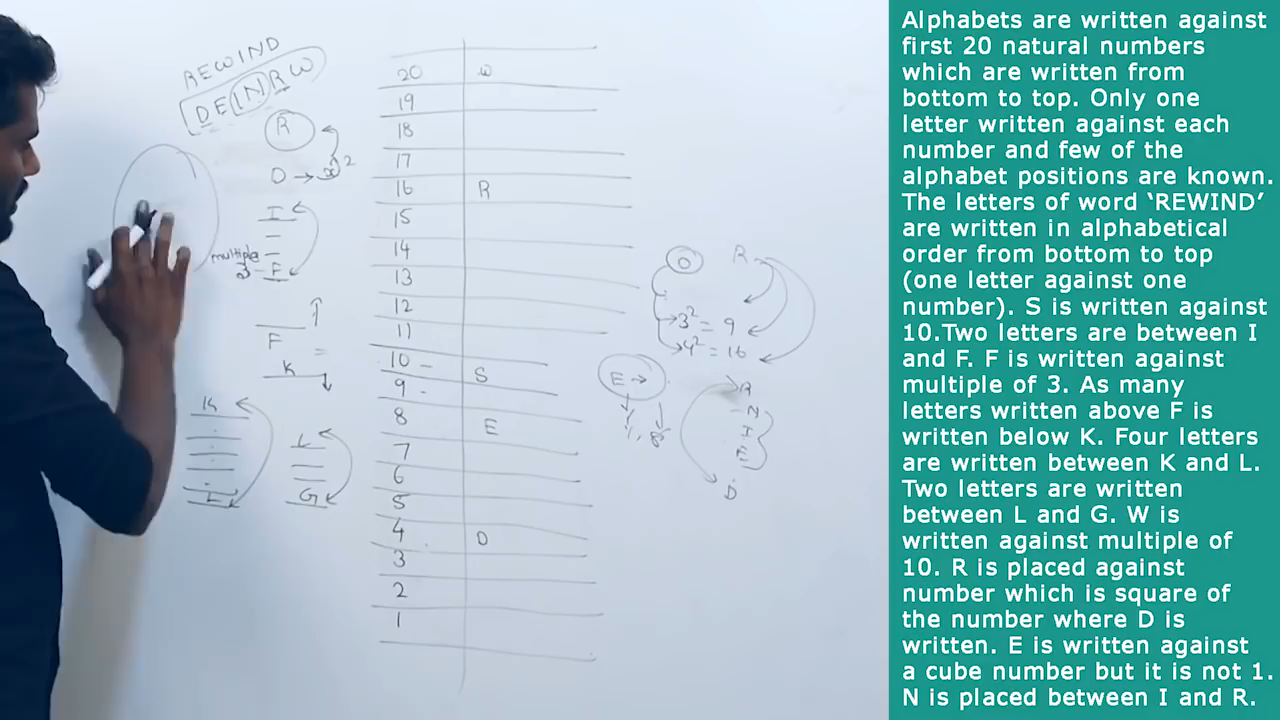 REWIND
DEINRW
R
D → x²
I
multiple
3
F
F
K
K
L
L
G
20 W
19
18
17
16 R
15
14
13
12
11
10 S
9
8 E
7
6
5
4 D
3
2
1
D R
3² = 9
4² = 16
E →
1, 8
R
N
I
E
D
Alphabets are written against
first 20 natural numbers
which are written from
bottom to top. Only one
letter written against each
number and few of the
alphabet positions are known.
The letters of word ‘REWIND’
are written in alphabetical
order from bottom to top
(one letter against one
number). S is written against
10.Two letters are between I
and F. F is written against
multiple of 3. As many
letters written above F is
written below K. Four letters
are written between K and L.
Two letters are written
between L and G. W is
written against multiple of
10. R is placed against
number which is square of
the number where D is
written. E is written against
a cube number but it is not 1.
N is placed between I and R.